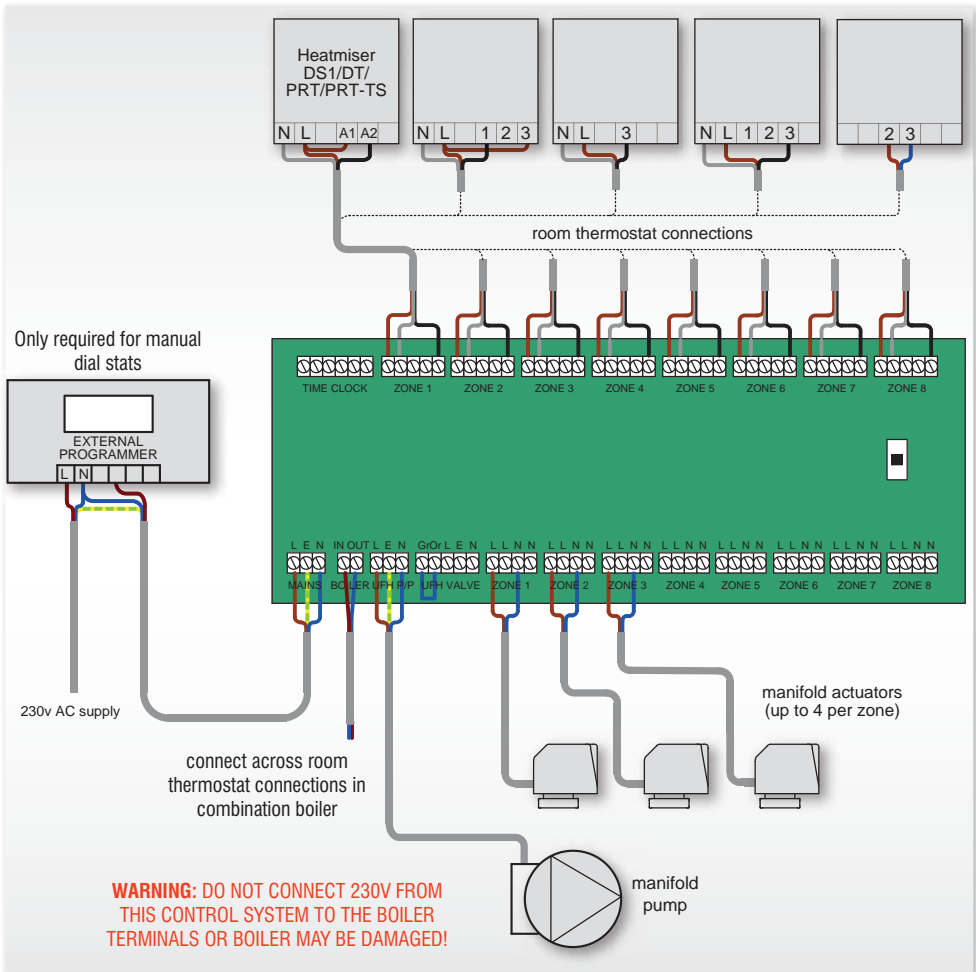 Heatmiser
DS1/DT/
PRT/PRT-TS
N L A1 A2
N L 1 2 3
N L 3
N L 1 2 3
2 3
room thermostat connections
Only required for manual
dial stats
EXTERNAL
PROGRAMMER
L N
TIME CLOCK ZONE 1 ZONE 2 ZONE 3 ZONE 4 ZONE 5 ZONE 6 ZONE 7 ZONE 8
L E N IN OUT L E N GrOr L E N L L N N L L N N L L N N L L N N L L N N L L N N L L N N L L N N
MAINS BOILER UFH P/P UFH VALVE ZONE 1 ZONE 2 ZONE 3 ZONE 4 ZONE 5 ZONE 6 ZONE 7 ZONE 8
230v AC supply
manifold actuators
(up to 4 per zone)
connect across room
thermostat connections in
combination boiler
manifold
pump
WARNING: DO NOT CONNECT 230V FROM
THIS CONTROL SYSTEM TO THE BOILER
TERMINALS OR BOILER MAY BE DAMAGED!